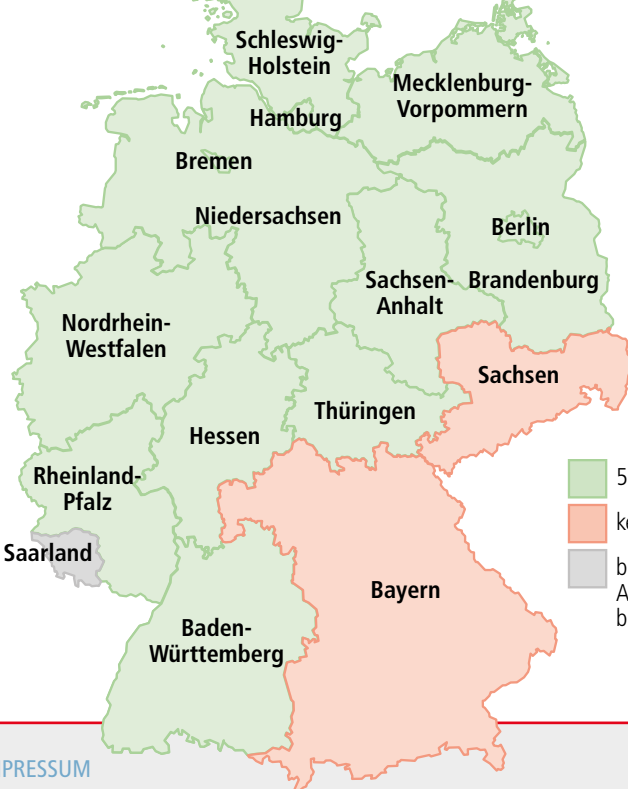 Schleswig-
Holstein
Mecklenburg-
Vorpommern
Hamburg
Bremen
Niedersachsen
Berlin
Sachsen-
Anhalt
Brandenburg
Nordrhein-
Westfalen
Sachsen
Thüringen
Hessen
Rheinland-
Pfalz
Saarland
5
k
b
A
b
Bayern
Baden-
Württemberg
PRESSUM